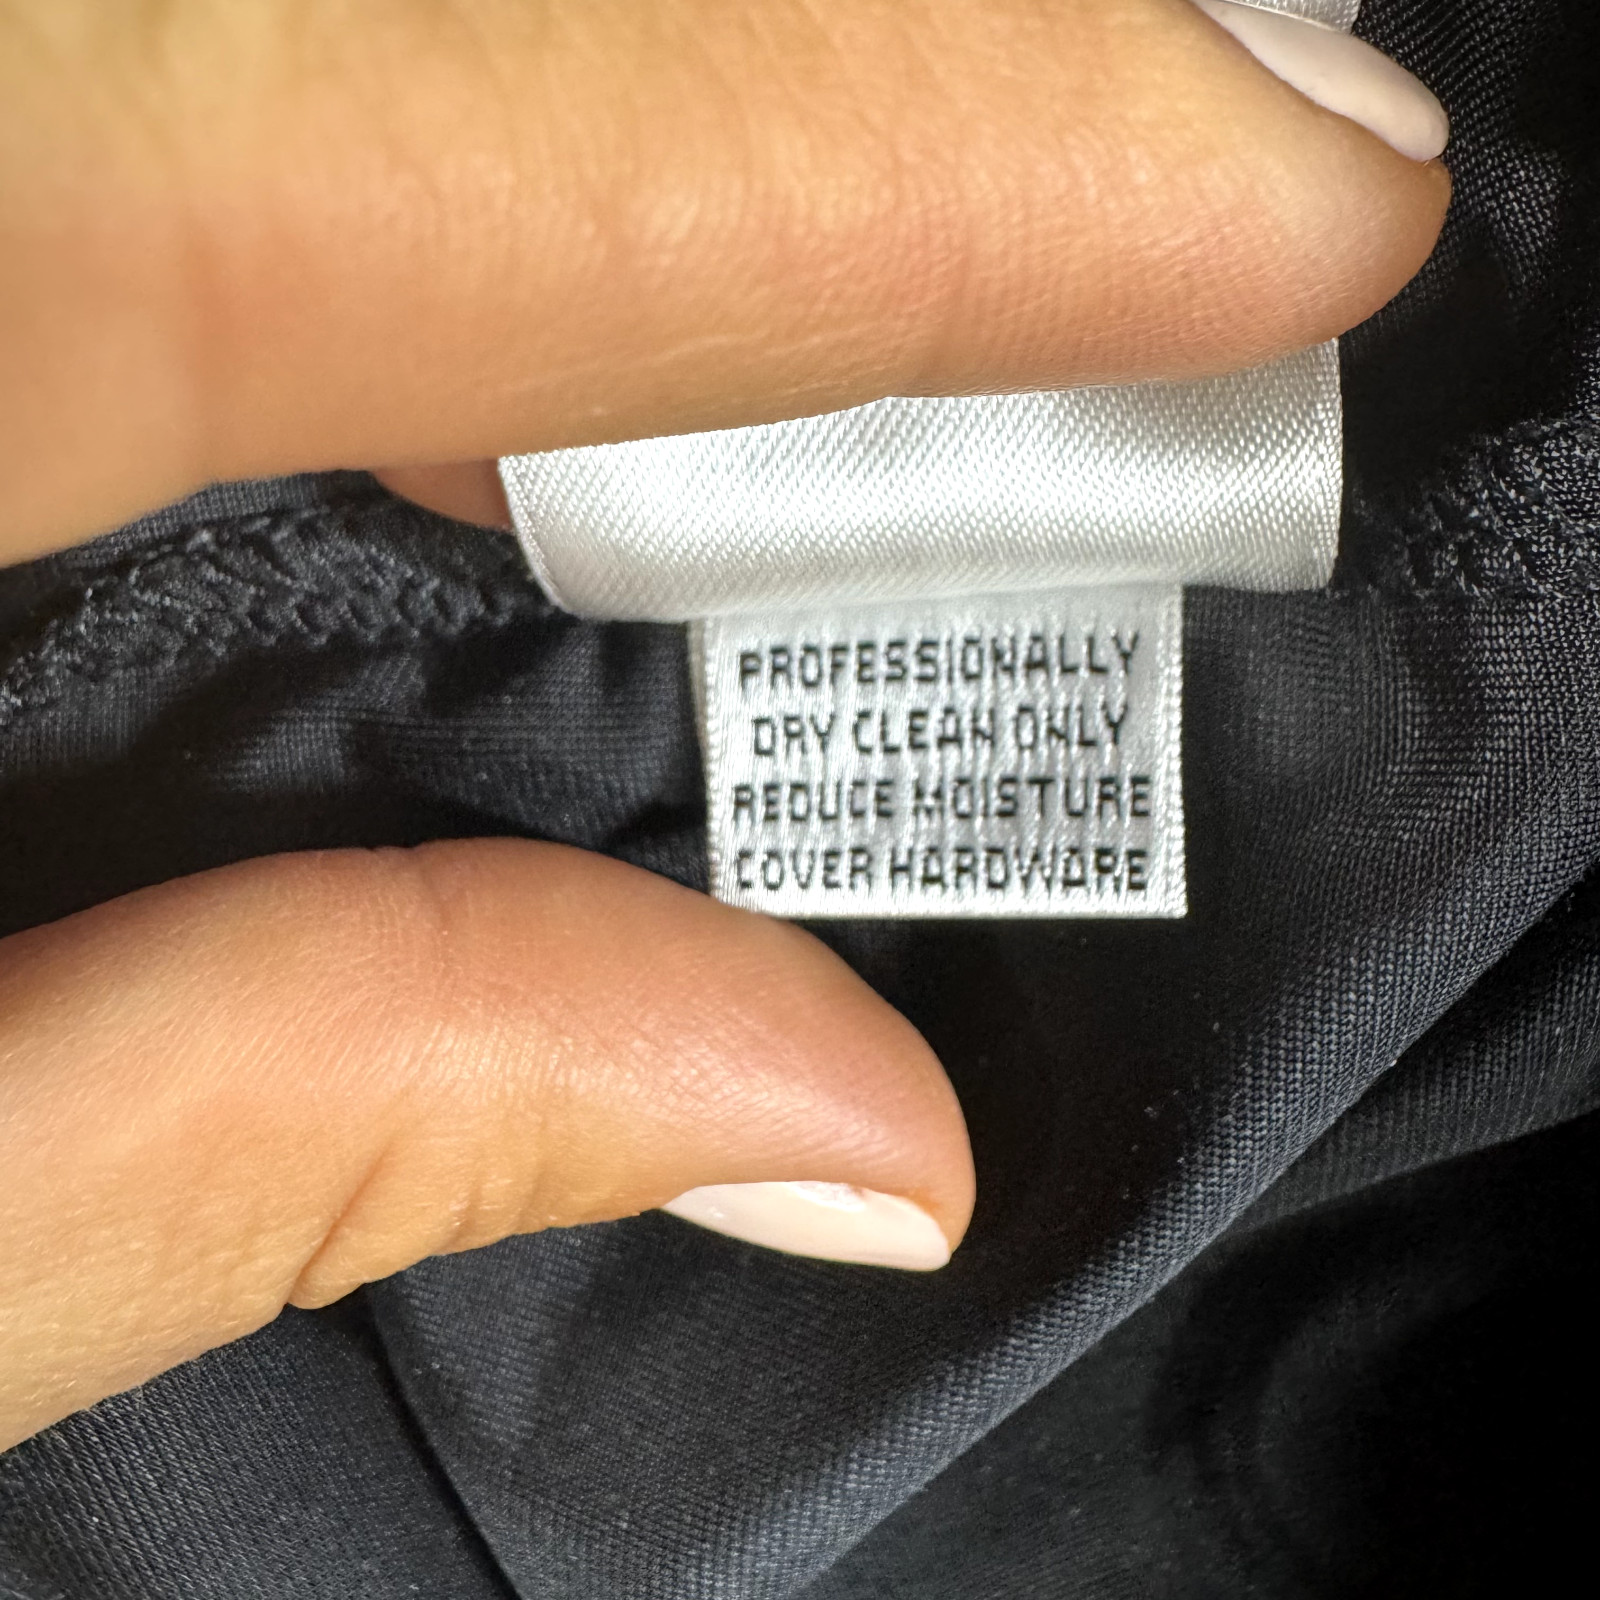 PROFESSIONALLY
DRY CLEAN ONLY
REDUCE MOISTURE
COVER HARDWARE